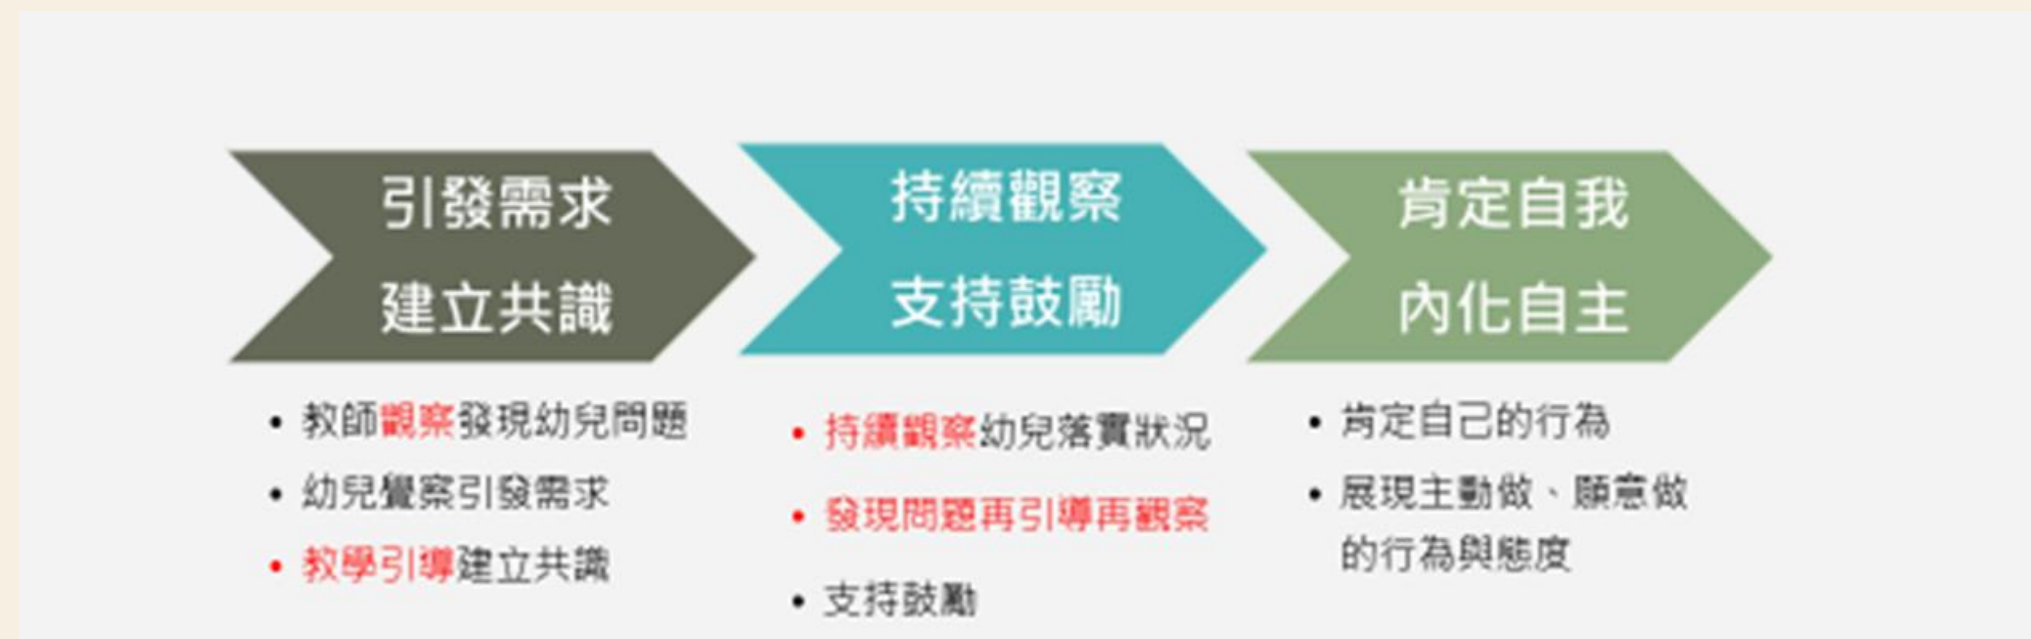 引發需求
建立共識
• 教師觀察發現幼兒問題
• 幼兒覺察引發需求
• 教學引導建立共識
持續觀察
支持鼓勵
• 持續觀察幼兒落實狀況
• 發現問題再引導再觀察
• 支持鼓勵
肯定自我
內化自主
• 肯定自己的行為
• 展現主動做、願意做
的行為與態度